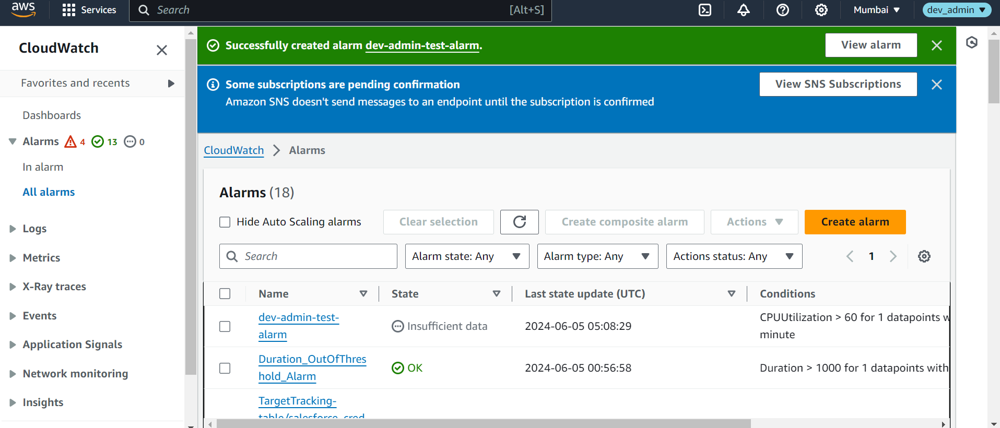 aws
Services
Search
[Alt+S]
Mumbai
dev_admin
CloudWatch
Favorites and recents
Dashboards
Alarms 4 13 0
In alarm
All alarms
Logs
Metrics
X-Ray traces
Events
Application Signals
Network monitoring
Insights
Successfully created alarm dev-admin-test-alarm.
View alarm
Some subscriptions are pending confirmation
Amazon SNS doesn't send messages to an endpoint until the subscription is confirmed
View SNS Subscriptions
CloudWatch
Alarms
Alarms (18)
Hide Auto Scaling alarms
Clear selection
Create composite alarm
Actions
Create alarm
Search
Alarm state: Any
Alarm type: Any
Actions status: Any
1
Name
State
Last state update (UTC)
Conditions
dev-admin-test-
alarm
Insufficient data
2024-06-05 05:08:29
CPUUtilization > 60 for 1 datapoints w
minute
Duration_OutOfThres
hold_Alarm
OK
2024-06-05 00:56:58
Duration > 1000 for 1 datapoints with
TargetTracking-
table/salesforce_cred